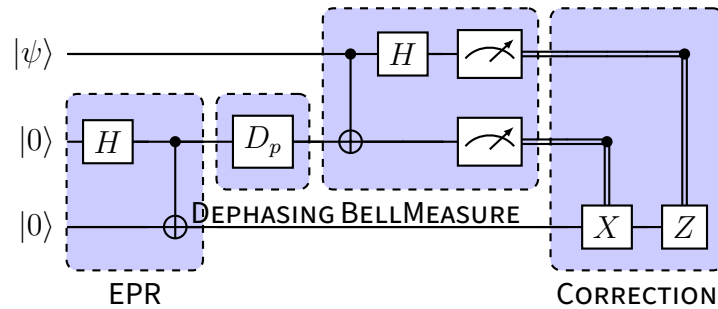 |ψ⟩ H
|0⟩ H D_p
DEPHASING BELLMEASURE
|0⟩ X Z
EPR CORRECTION